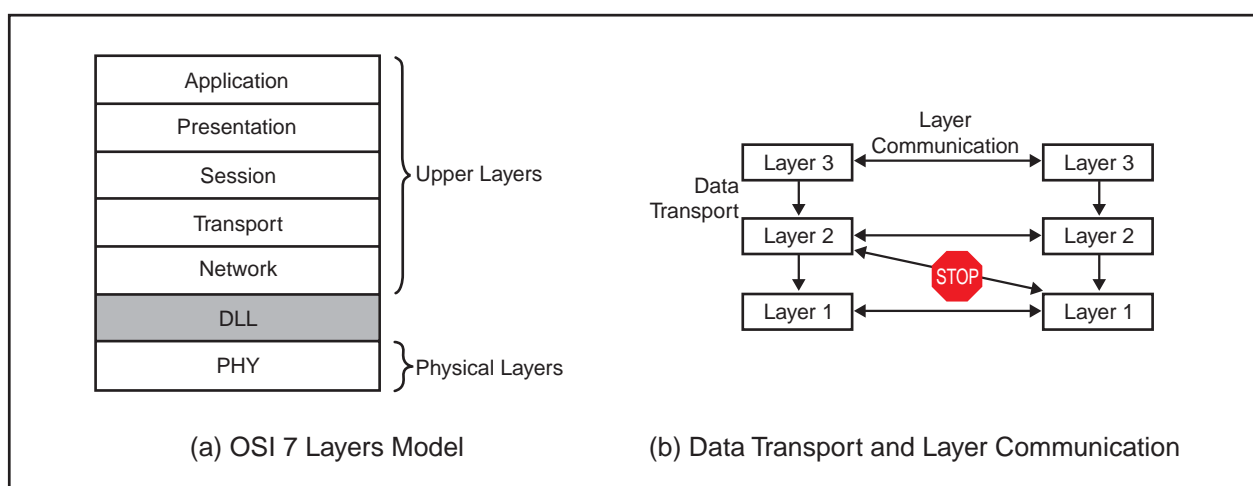 Application
Presentation
Session
Transport
Network
DLL
PHY
Upper Layers
Physical Layers
(a) OSI 7 Layers Model
Layer
Communication
Layer 3
Layer 3
Data
Transport
Layer 2
Layer 2
STOP
Layer 1
Layer 1
(b) Data Transport and Layer Communication